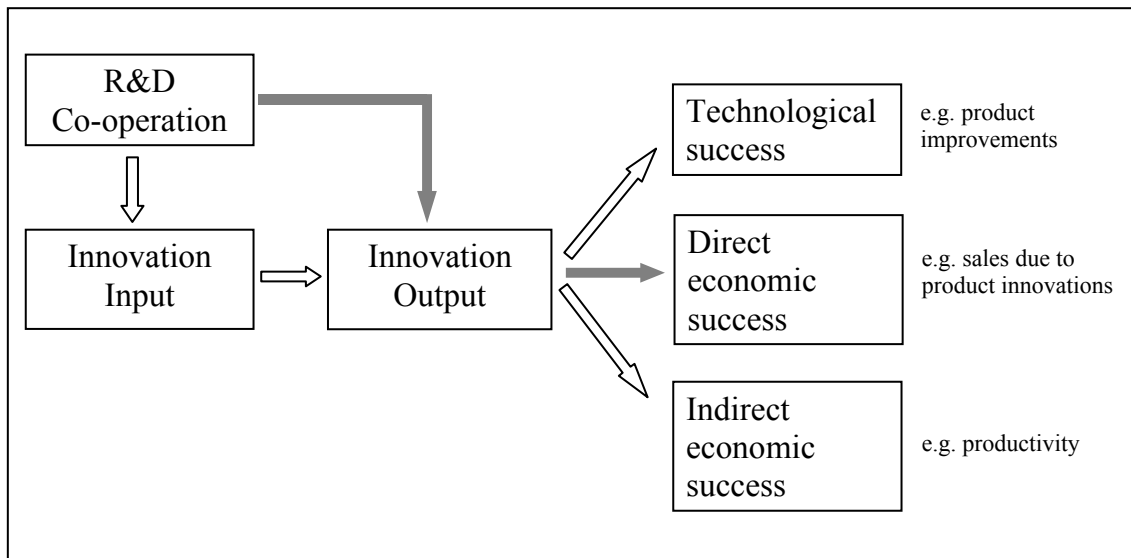 R&D
Co-operation
Innovation
Input
Innovation
Output
Technological
success
e.g. product
improvements
Direct
economic
success
e.g. sales due to
product innovations
Indirect
economic
success
e.g. productivity